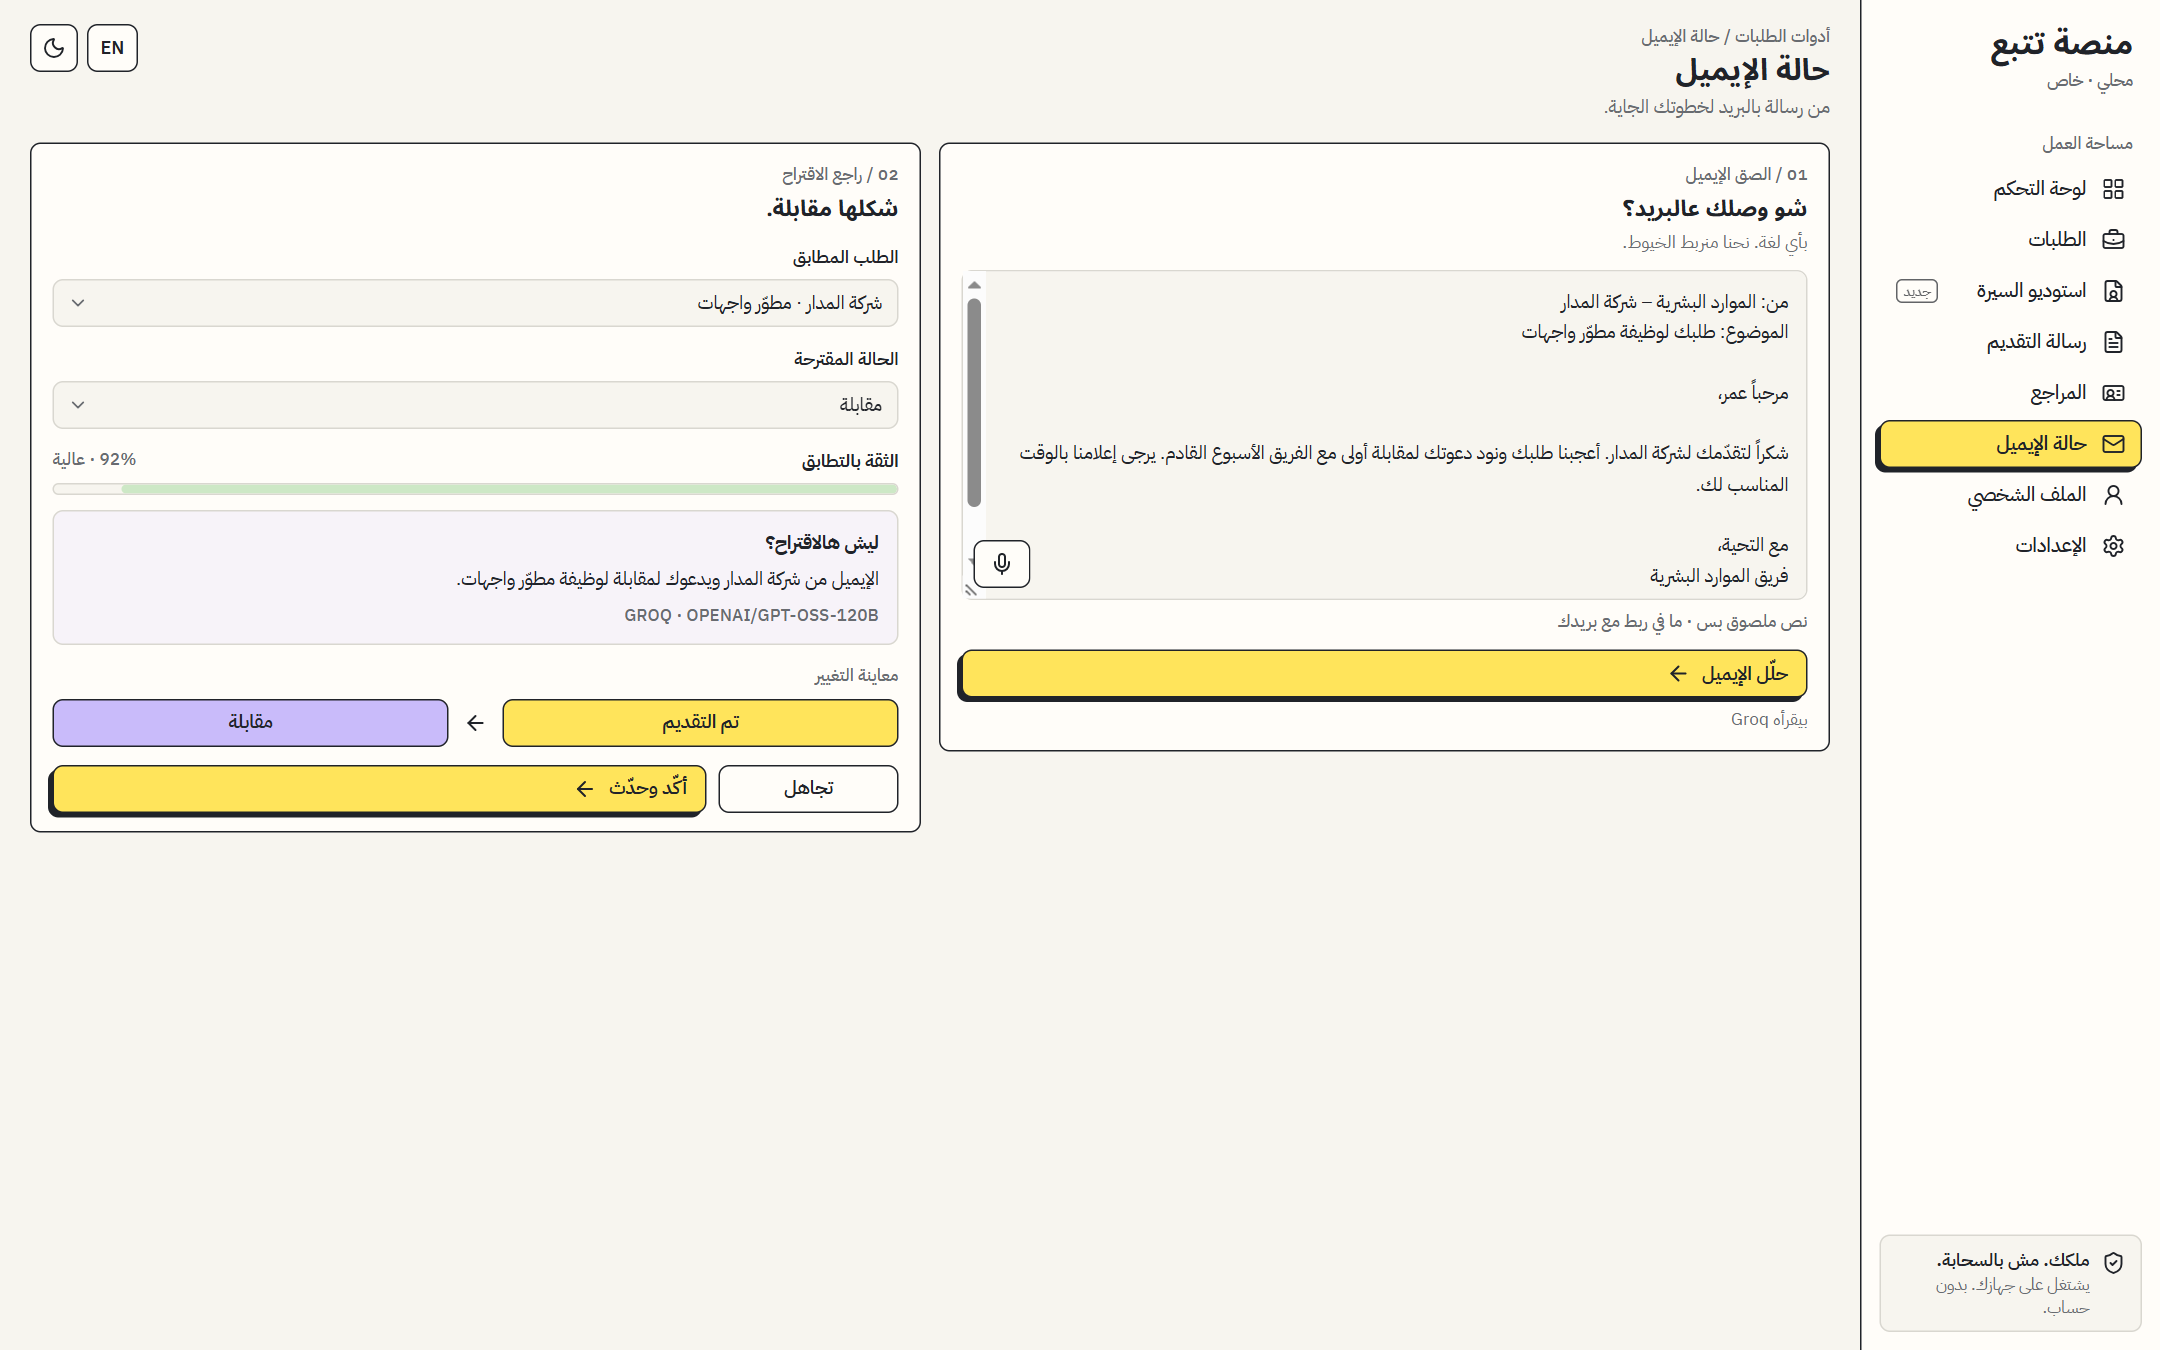 منصة تتبع
محلي · خاص
مساحة العمل
لوحة التحكم
الطلبات
استوديو السيرة
جديد
رسالة التقديم
المراجع
حالة الإيميل
الملف الشخصي
الإعدادات
ملكك. مش بالسحابة.
يشتغل على جهازك. بدون
حساب.
أدوات الطلبات / حالة الإيميل
حالة الإيميل
من رسالة بالبريد لخطوتك الجاية.
EN
01 / الصق الإيميل
شو وصلك عالبريد؟
بأي لغة. نحنا منربط الخيوط.
من: الموارد البشرية – شركة المدار
الموضوع: طلبك لوظيفة مطوّر واجهات
مرحباً عمر،
شكراً لتقدّمك لشركة المدار. أعجبنا طلبك ونود دعوتك لمقابلة أولى مع الفريق الأسبوع القادم. يرجى إعلامنا بالوقت
المناسب لك.
مع التحية،
فريق الموارد البشرية
نص ملصوق بس · ما في ربط مع بريدك
حلّل الإيميل ←
بيقرأه Groq
02 / راجع الاقتراح
شكلها مقابلة.
الطلب المطابق
شركة المدار · مطوّر واجهات
الحالة المقترحة
مقابلة
الثقة بالتطابق
92% · عالية
ليش هالاقتراح؟
الإيميل من شركة المدار ويدعوك لمقابلة لوظيفة مطوّر واجهات.
GROQ · OPENAI/GPT-OSS-120B
معاينة التغيير
تم التقديم ← مقابلة
تجاهل
أكّد وحدّث ←